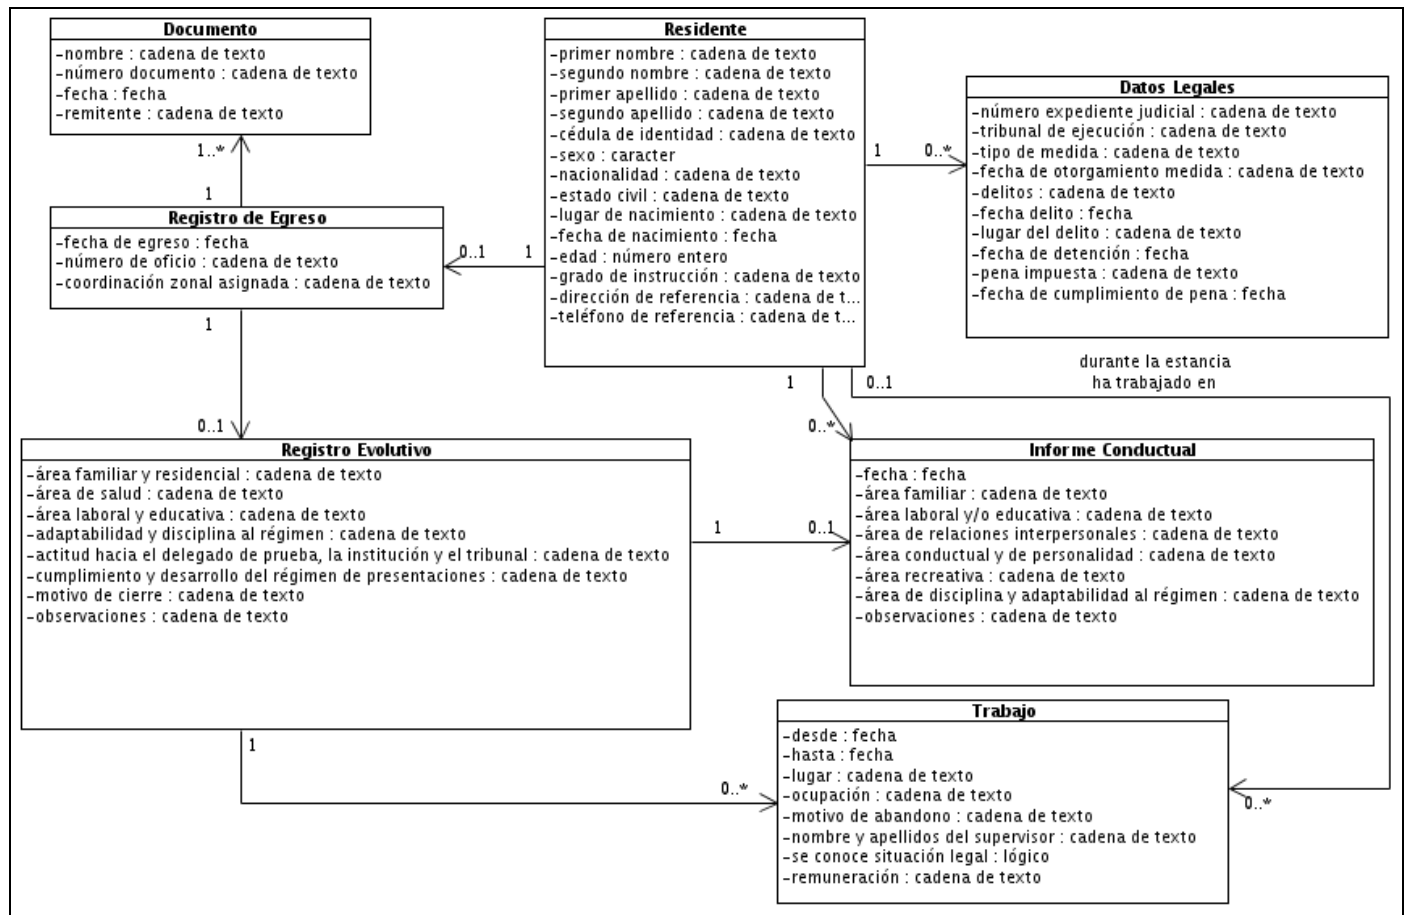 Documento
-nombre : cadena de texto
-número documento : cadena de texto
-fecha : fecha
-remitente : cadena de texto
1..*
1
Registro de Egreso
-fecha de egreso : fecha
-número de oficio : cadena de texto
-coordinación zonal asignada : cadena de texto
0..1
1
1
0..1
Residente
-primer nombre : cadena de texto
-segundo nombre : cadena de texto
-primer apellido : cadena de texto
-segundo apellido : cadena de texto
-cédula de identidad : cadena de texto
-sexo : caracter
-nacionalidad : cadena de texto
-estado civil : cadena de texto
-lugar de nacimiento : cadena de texto
-fecha de nacimiento : fecha
-edad : número entero
-grado de instrucción : cadena de texto
-dirección de referencia : cadena de t...
-teléfono de referencia : cadena de t...
1
0..*
Datos Legales
-número expediente judicial : cadena de texto
-tribunal de ejecución : cadena de texto
-tipo de medida : cadena de texto
-fecha de otorgamiento medida : cadena de texto
-delitos : cadena de texto
-fecha delito : fecha
-lugar del delito : cadena de texto
-fecha de detención : fecha
-pena impuesta : cadena de texto
-fecha de cumplimiento de pena : fecha
durante la estancia
ha trabajado en
1
0..1
0..*
Registro Evolutivo
-área familiar y residencial : cadena de texto
-área de salud : cadena de texto
-área laboral y educativa : cadena de texto
-adaptabilidad y disciplina al régimen : cadena de texto
-actitud hacia el delegado de prueba, la institución y el tribunal : cadena de texto
-cumplimiento y desarrollo del régimen de presentaciones : cadena de texto
-motivo de cierre : cadena de texto
-observaciones : cadena de texto
1
0..1
Informe Conductual
-fecha : fecha
-área familiar : cadena de texto
-área laboral y/o educativa : cadena de texto
-área de relaciones interpersonales : cadena de texto
-área conductual y de personalidad : cadena de texto
-área recreativa : cadena de texto
-área de disciplina y adaptabilidad al régimen : cadena de texto
-observaciones : cadena de texto
1
0..*
Trabajo
-desde : fecha
-hasta : fecha
-lugar : cadena de texto
-ocupación : cadena de texto
-motivo de abandono : cadena de texto
-nombre y apellidos del supervisor : cadena de texto
-se conoce situación legal : lógico
-remuneración : cadena de texto
0..*